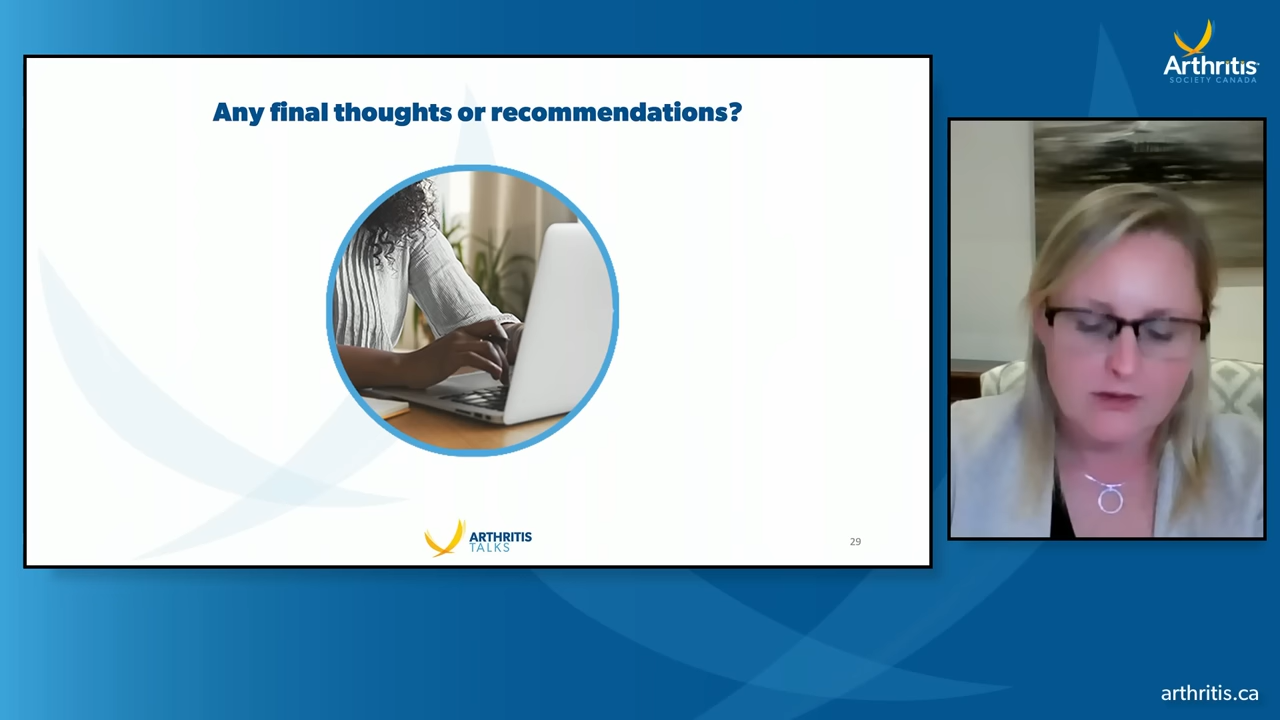 Any final thoughts or recommendations?
ARTHRITIS
TALKS
29
Arthritis
SOCIETY CANADA
arthritis.ca